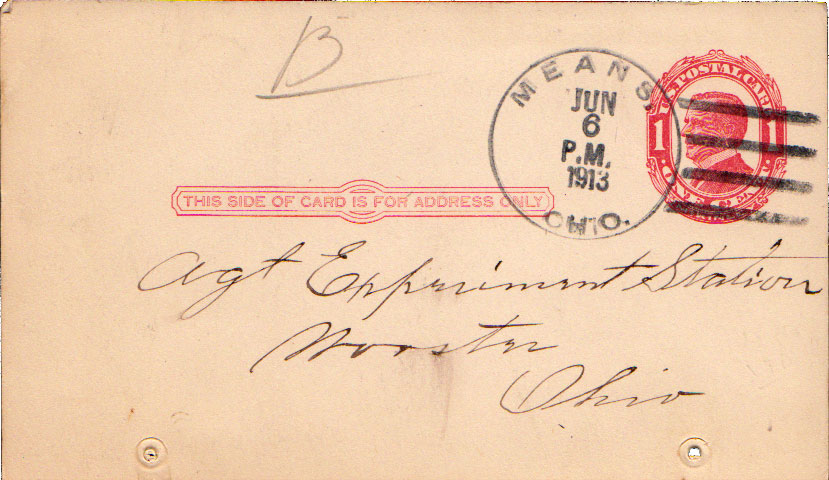 B
MEANS,
JUN
6
P.M.
1913
OHIO.
U.S. POSTAL CARD
1 1
ONE CENT
THIS SIDE OF CARD IS FOR ADDRESS ONLY
Agt Experiment Station
Wooster
Ohio